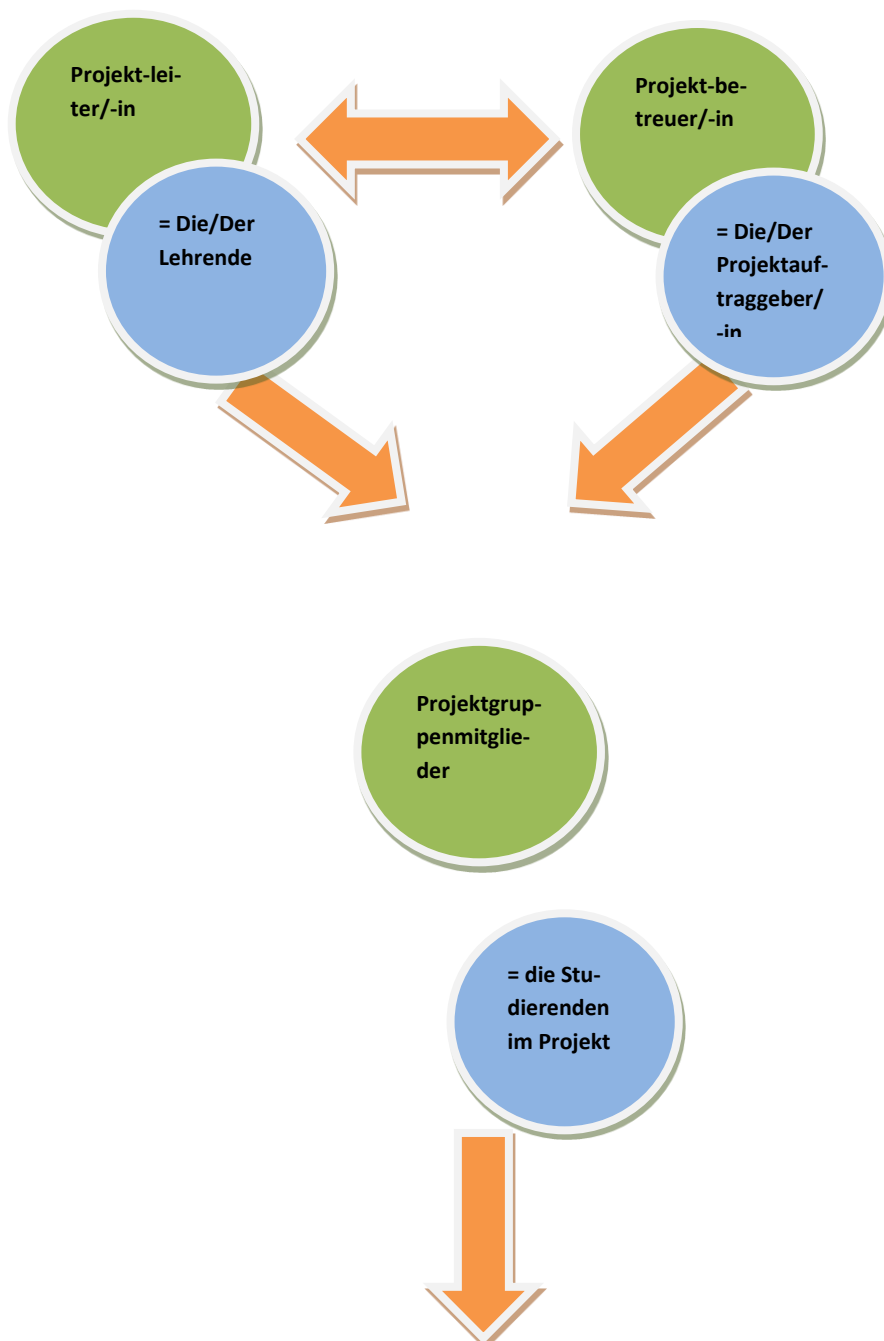 Projekt-lei-
ter/-in
= Die/Der
Lehrende
Projekt-be-
treuer/-in
= Die/Der
Projektauf-
traggeber/
-in
Projektgrup-
penmitglie-
der
= die Stu-
dierenden
im Projekt